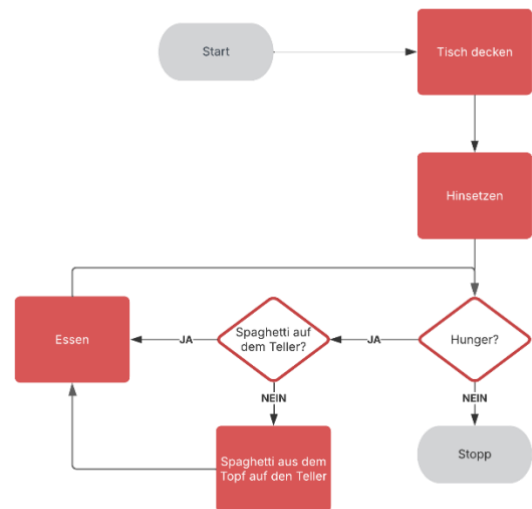 Start
Tisch decken
Hinsetzen
Hunger?
JA
Spaghetti auf
dem Teller?
JA
Essen
NEIN
NEIN
Spaghetti aus dem
Topf auf den Teller
Stopp